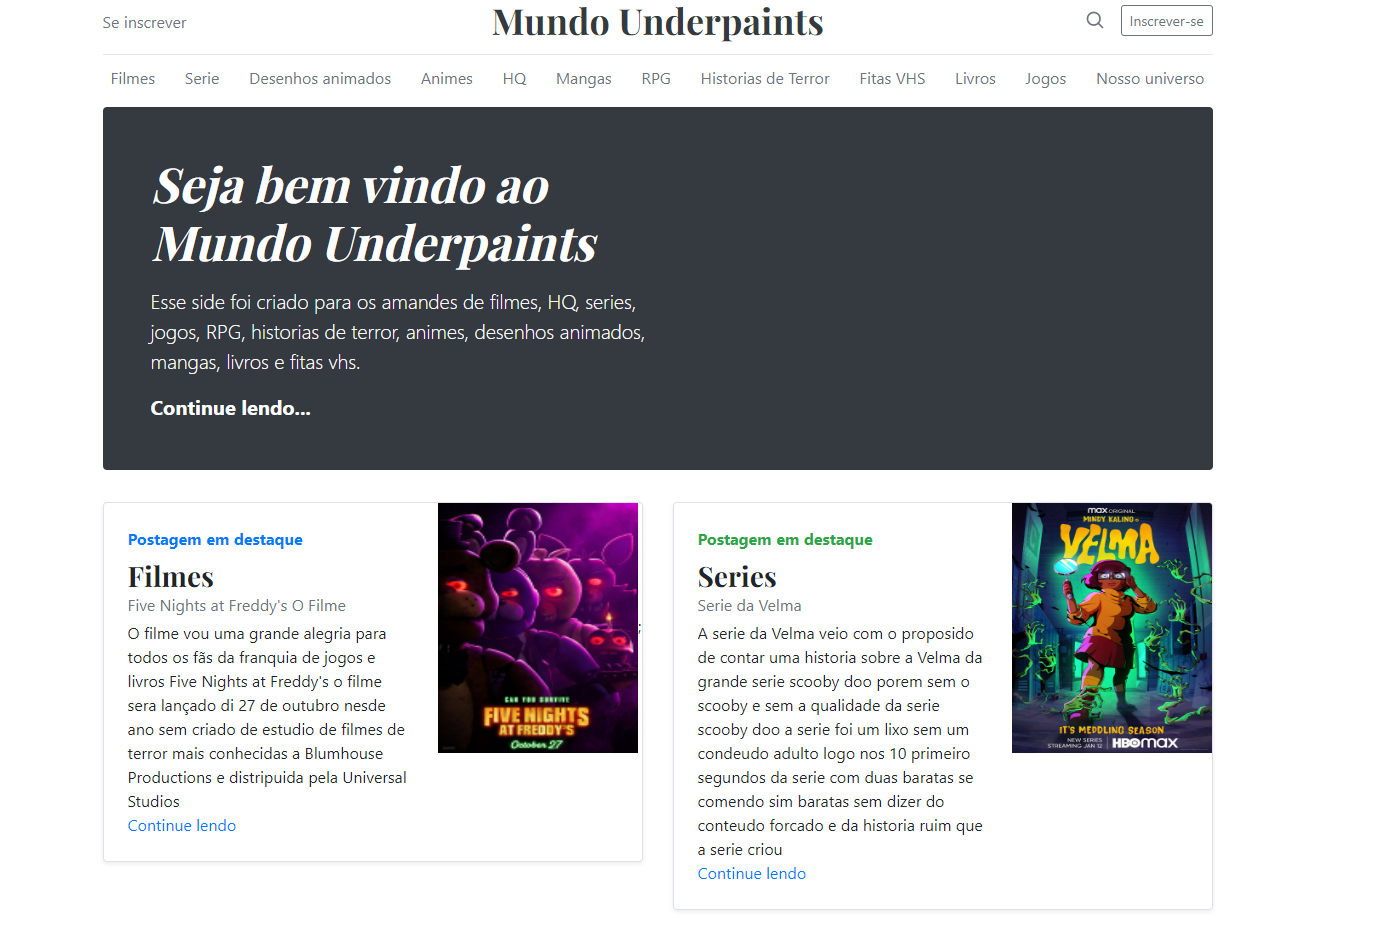 Se inscrever
Mundo Underpaints
Inscrever-se
Filmes Serie Desenhos animados Animes HQ Mangas RPG Historias de Terror Fitas VHS Livros Jogos Nosso universo
Seja bem vindo ao
Mundo Underpaints
Esse side foi criado para os amandes de filmes, HQ, series,
jogos, RPG, historias de terror, animes, desenhos animados,
mangas, livros e fitas vhs.
Continue lendo...
Postagem em destaque
Filmes
Five Nights at Freddy's O Filme
O filme vou uma grande alegria para
todos os fãs da franquia de jogos e
livros Five Nights at Freddy's o filme
sera lançado di 27 de outubro nesde
ano sem criado de estudio de filmes de
terror mais conhecidas a Blumhouse
Productions e distripuida pela Universal
Studios
Continue lendo
CAN YOU SURVIVE
FIVE NIGHTS
AT FREDDY'S
October 27
;
Postagem em destaque
Series
Serie da Velma
A serie da Velma veio com o proposido
de contar uma historia sobre a Velma da
grande serie scooby doo porem sem o
scooby e sem a qualidade da serie
scooby doo a serie foi um lixo sem um
condeudo adulto logo nos 10 primeiro
segundos da serie com duas baratas se
comendo sim baratas sem dizer do
conteudo forcado e da historia ruim que
a serie criou
Continue lendo
max ORIGINAL
MINDY KALING is
VELMA
IT'S MEDDLING SEASON
NEW SERIES
STREAMING JAN 12
HBOmax